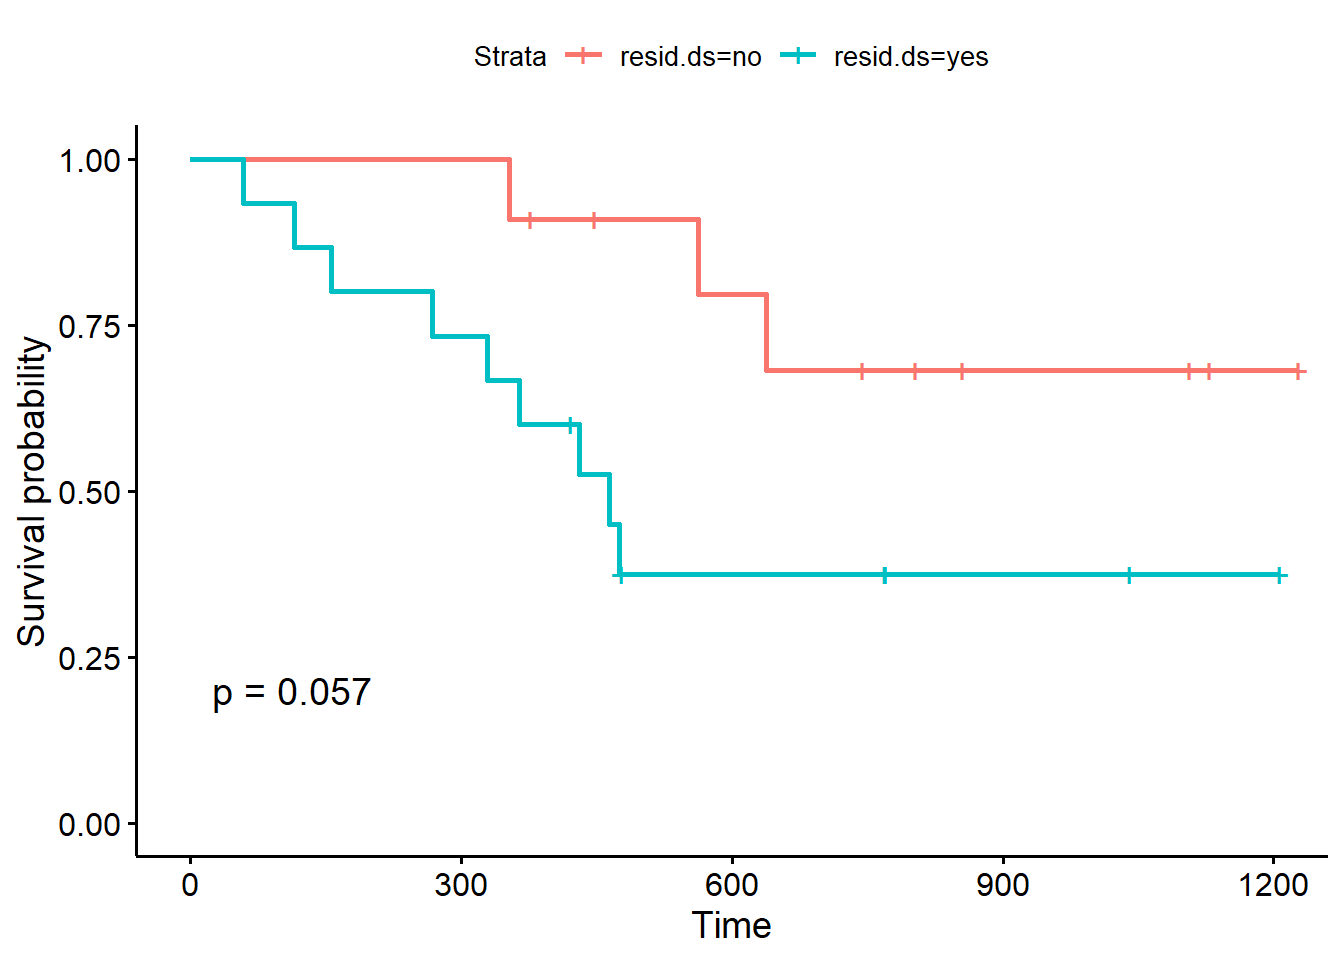 Strata resid.ds=no resid.ds=yes
Survival probability
1.00
0.75
0.50
0.25
0.00
p = 0.057
0 300 600 900 1200
Time